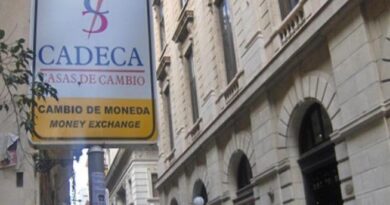 CADECA
CASAS DE CAMBIO
CAMBIO DE MONEDA
MONEY EXCHANGE